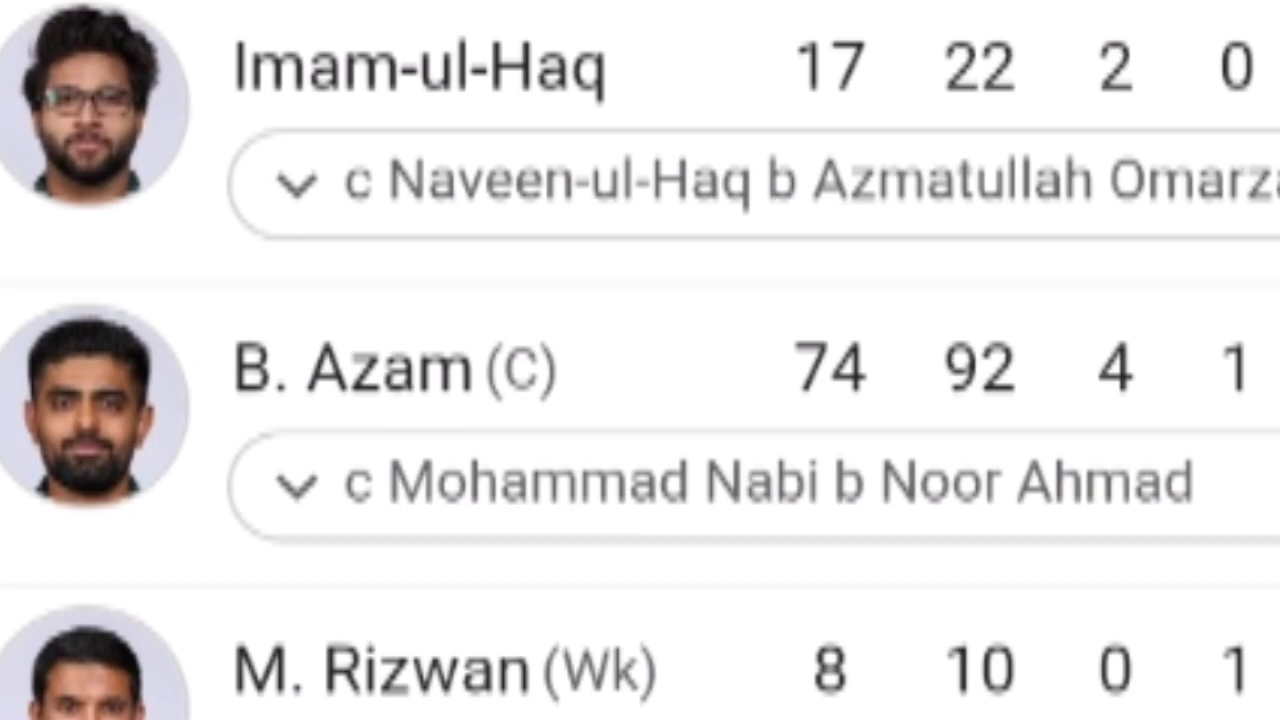 Imam-ul-Haq 17 22 2 0
c Naveen-ul-Haq b Azmatullah
B. Azam (C) 74 92 4 1
c Mohammad Nabi b Noor Ahmad
M. Rizwan (Wk) 8 10 0 1